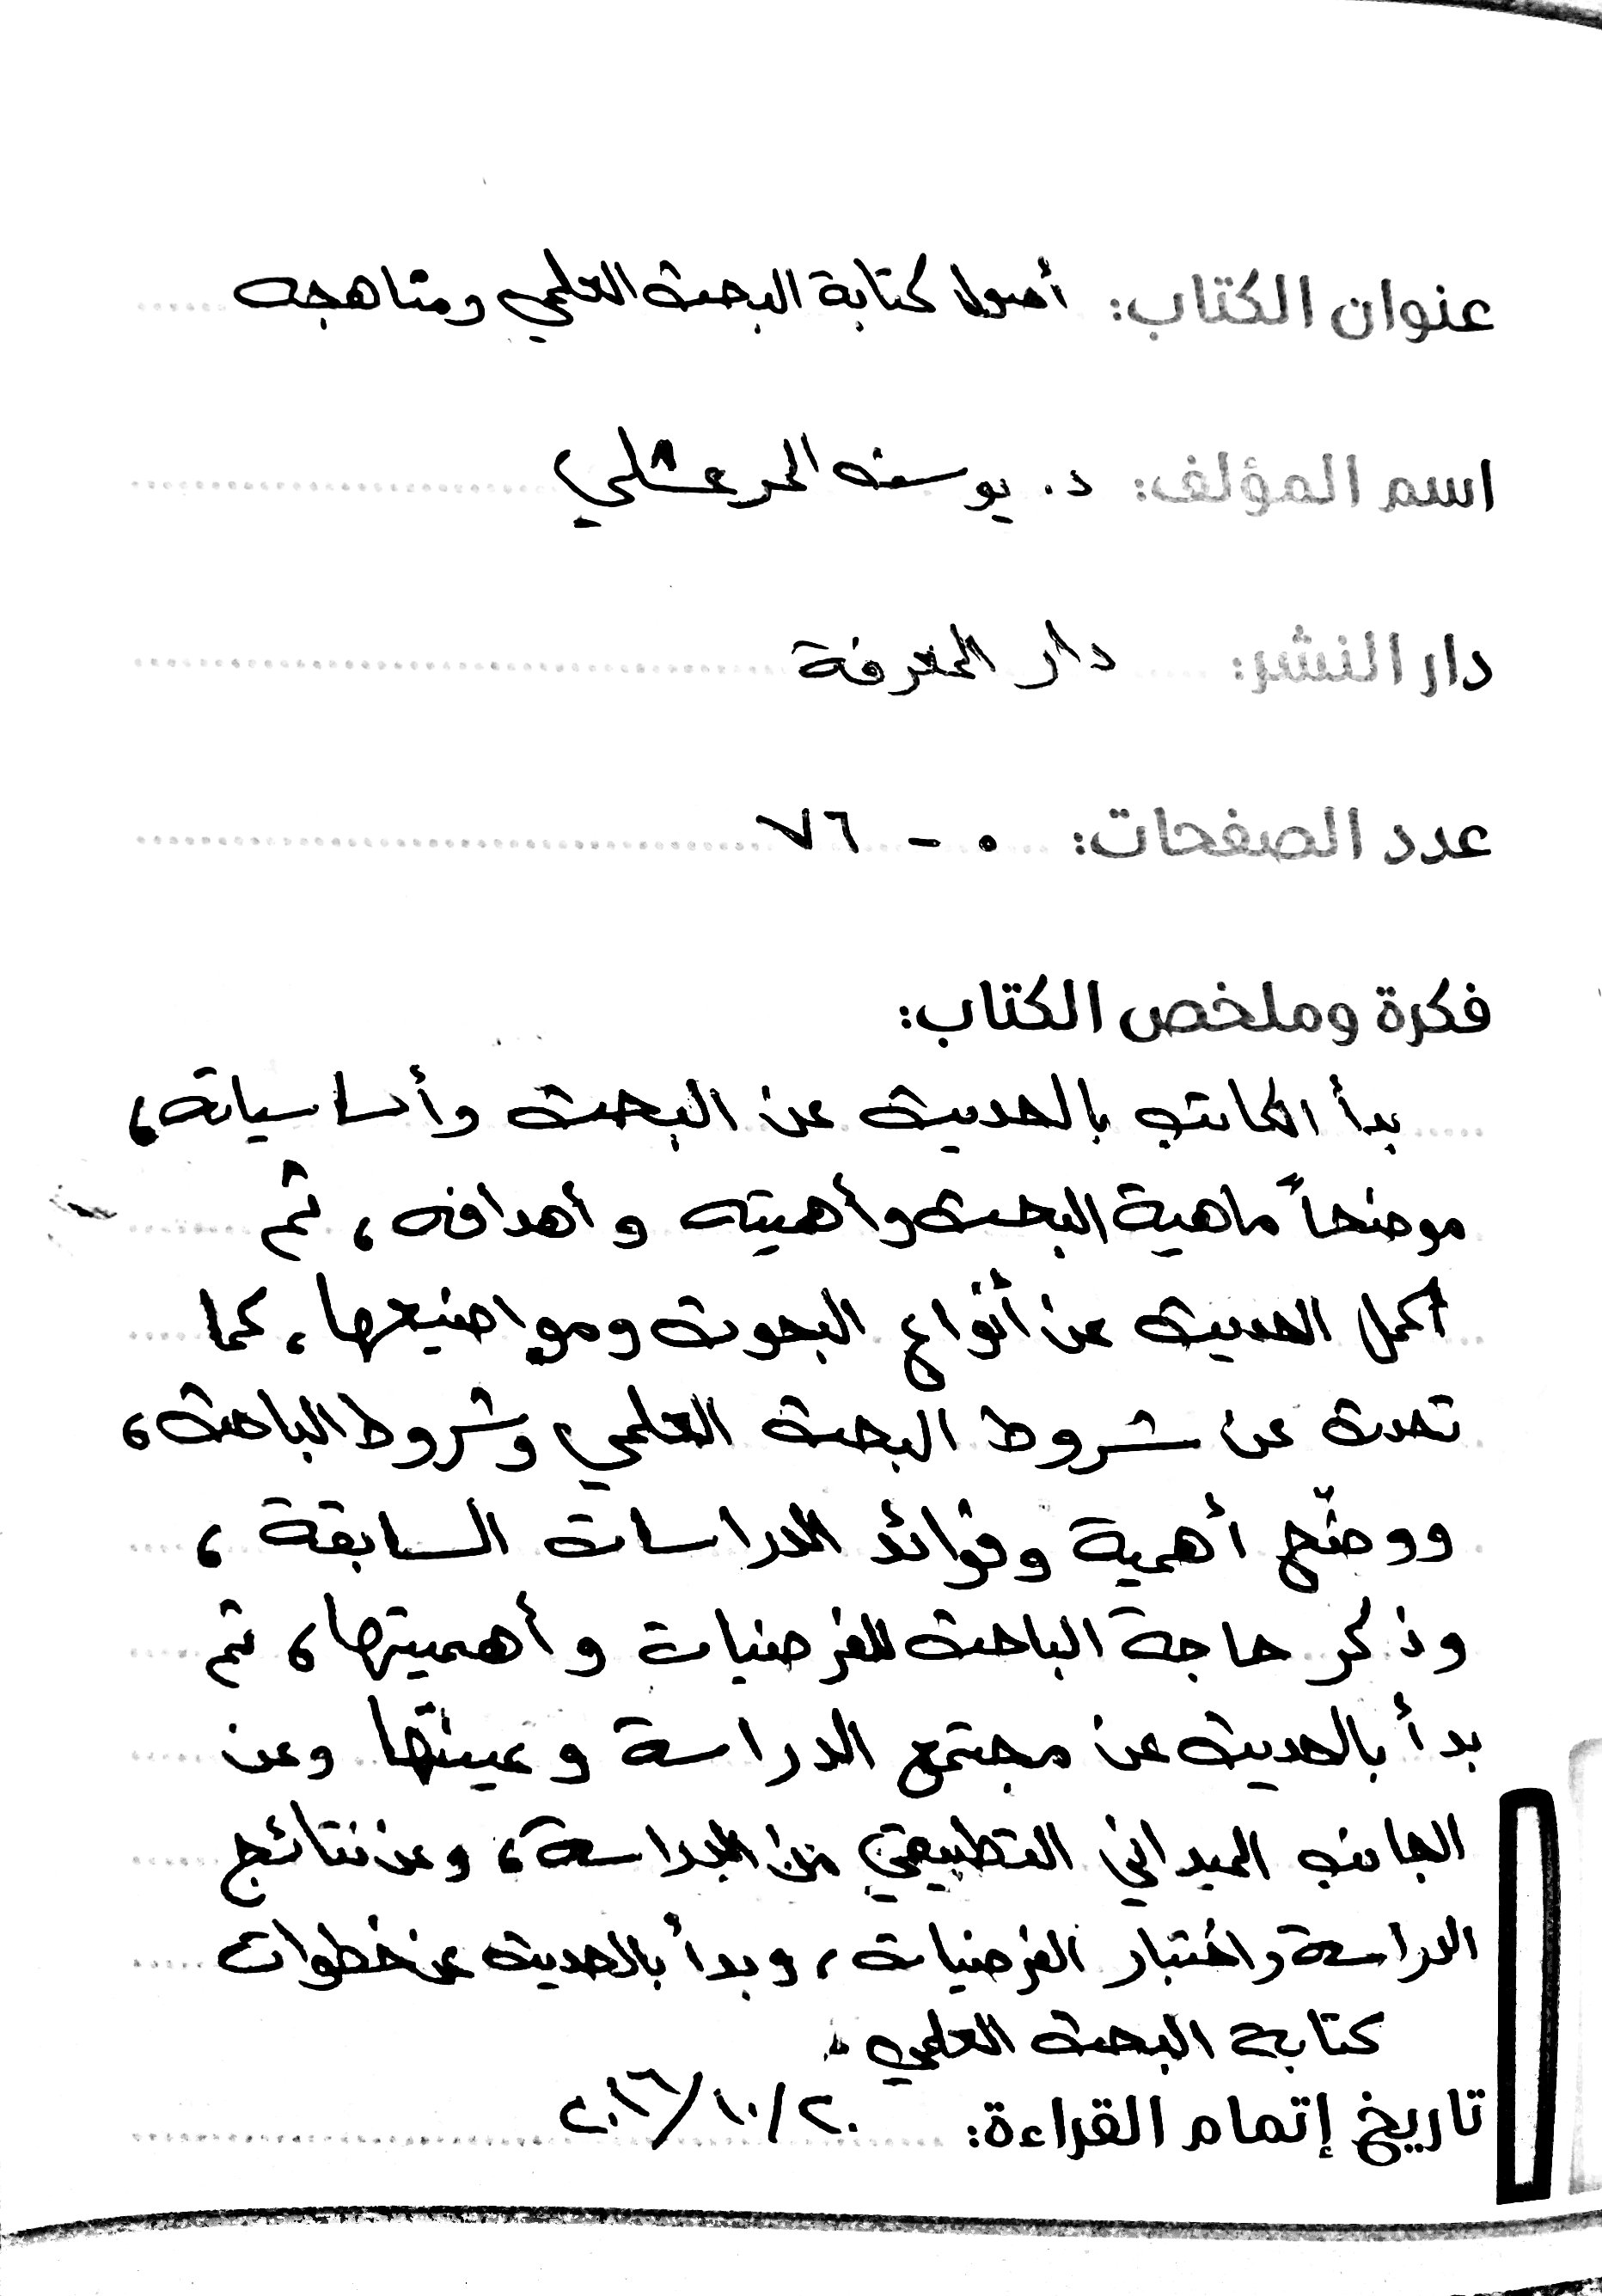 عنوان الكتاب: أصول كتابة البحث العلمي ومناهجه
اسم المؤلف: د. يوسف المرعشلي
دار النشر: دار المعرفة
عدد الصفحات: ٠ - ٧٦
فكرة وملخص الكتاب:
بدأ الكاتب بالحديث عن البحث وأساسياته،
موضحاً ماهية البحث وأهميته وأهدافه، ثم
أكمل الحديث عن أنواع البحوث ومواضيعها، كما
تحدث عن شروط البحث العلمي وشروط الباحث،
ووضّح أهمية وفوائد الدراسات السابقة،
وذكر حاجة الباحث للفرضيات وأهميتها، ثم
بدأ بالحديث عن مجتمع الدراسة وعينتها وعن
الجانب الميداني التطبيقي من الدراسة، وعن نتائج
الدراسة واختبار الفرضيات، وبدأ بالحديث عن خطوات
كتابة البحث العلمي.
تاريخ إتمام القراءة: ٢٠/١٠/٢٠١٦